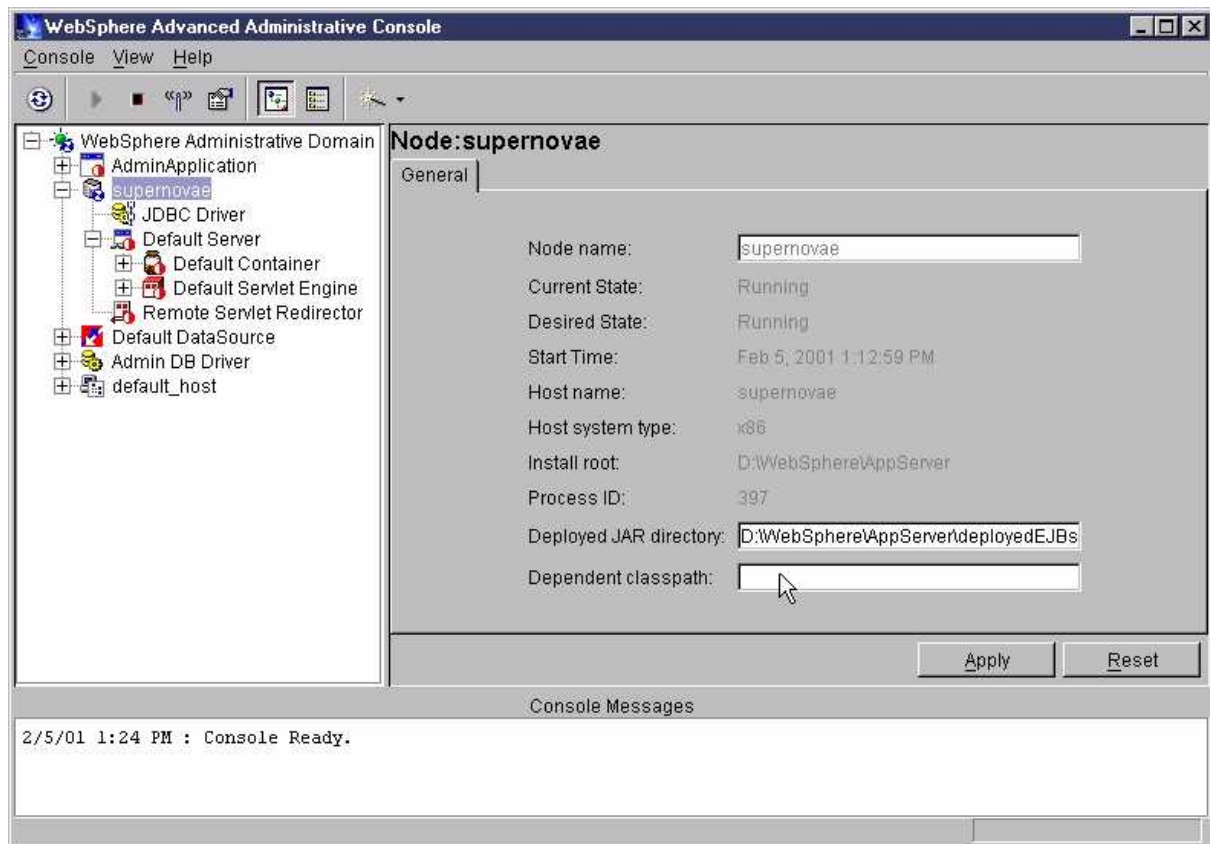 WebSphere Advanced Administrative Console
Console View Help
WebSphere Administrative Domain
AdminApplication
supernovae
JDBC Driver
Default Server
Default Container
Default Servlet Engine
Remote Servlet Redirector
Default DataSource
Admin DB Driver
default_host
Node:supernovae
General
Node name: supernovae
Current State: Running
Desired State: Running
Start Time: Feb 5, 2001 1:12:59 PM
Host name: supernovae
Host system type: x86
Install root: D:\WebSphere\AppServer
Process ID: 397
Deployed JAR directory: D:\WebSphere\AppServer\deployedEJBs
Dependent classpath:
Apply Reset
Console Messages
2/5/01 1:24 PM : Console Ready.